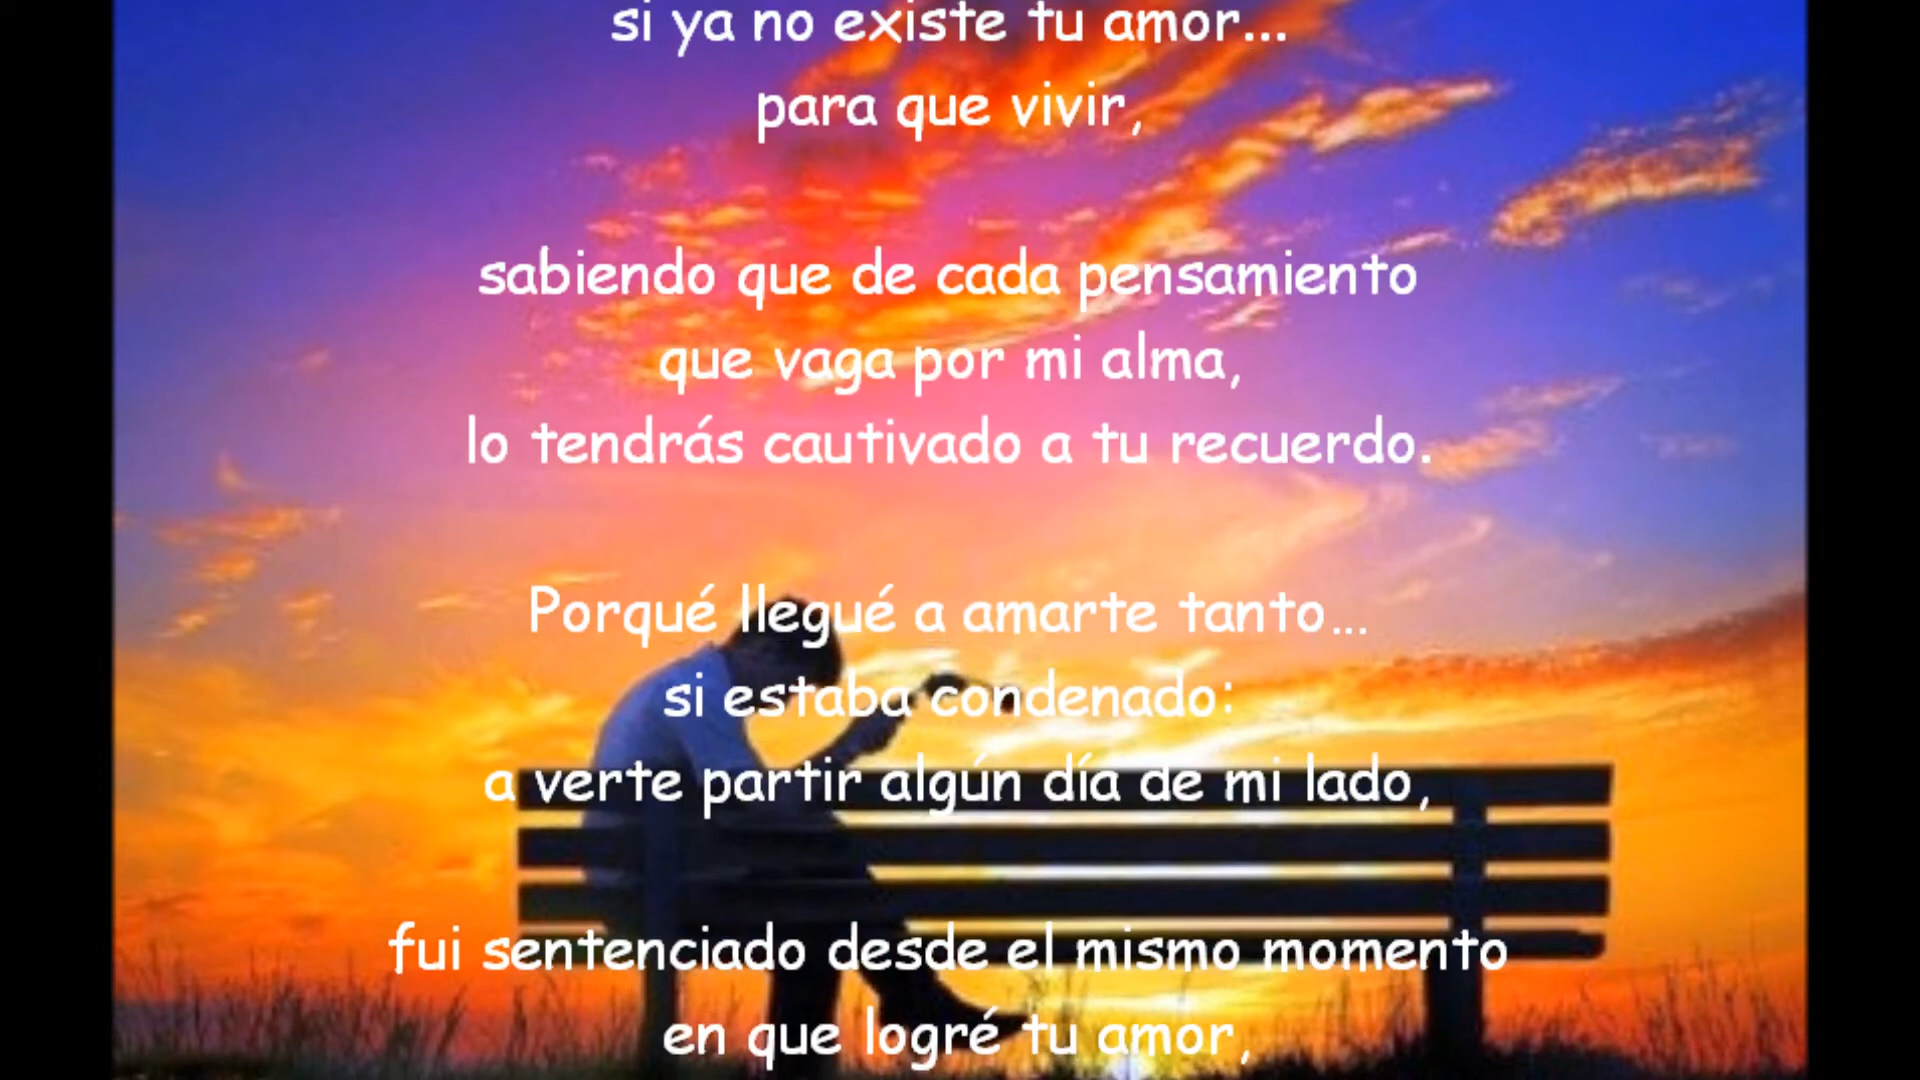 si ya no existe tu amor...
para que vivir,
sabiendo que de cada pensamiento
que vaga por mi alma,
lo tendrás cautivado a tu recuerdo.
Porqué llegué a amarte tanto...
si estaba condenado:
a verte partir algún día de mi lado,
fui sentenciado desde el mismo momento
en que logré tu amor,